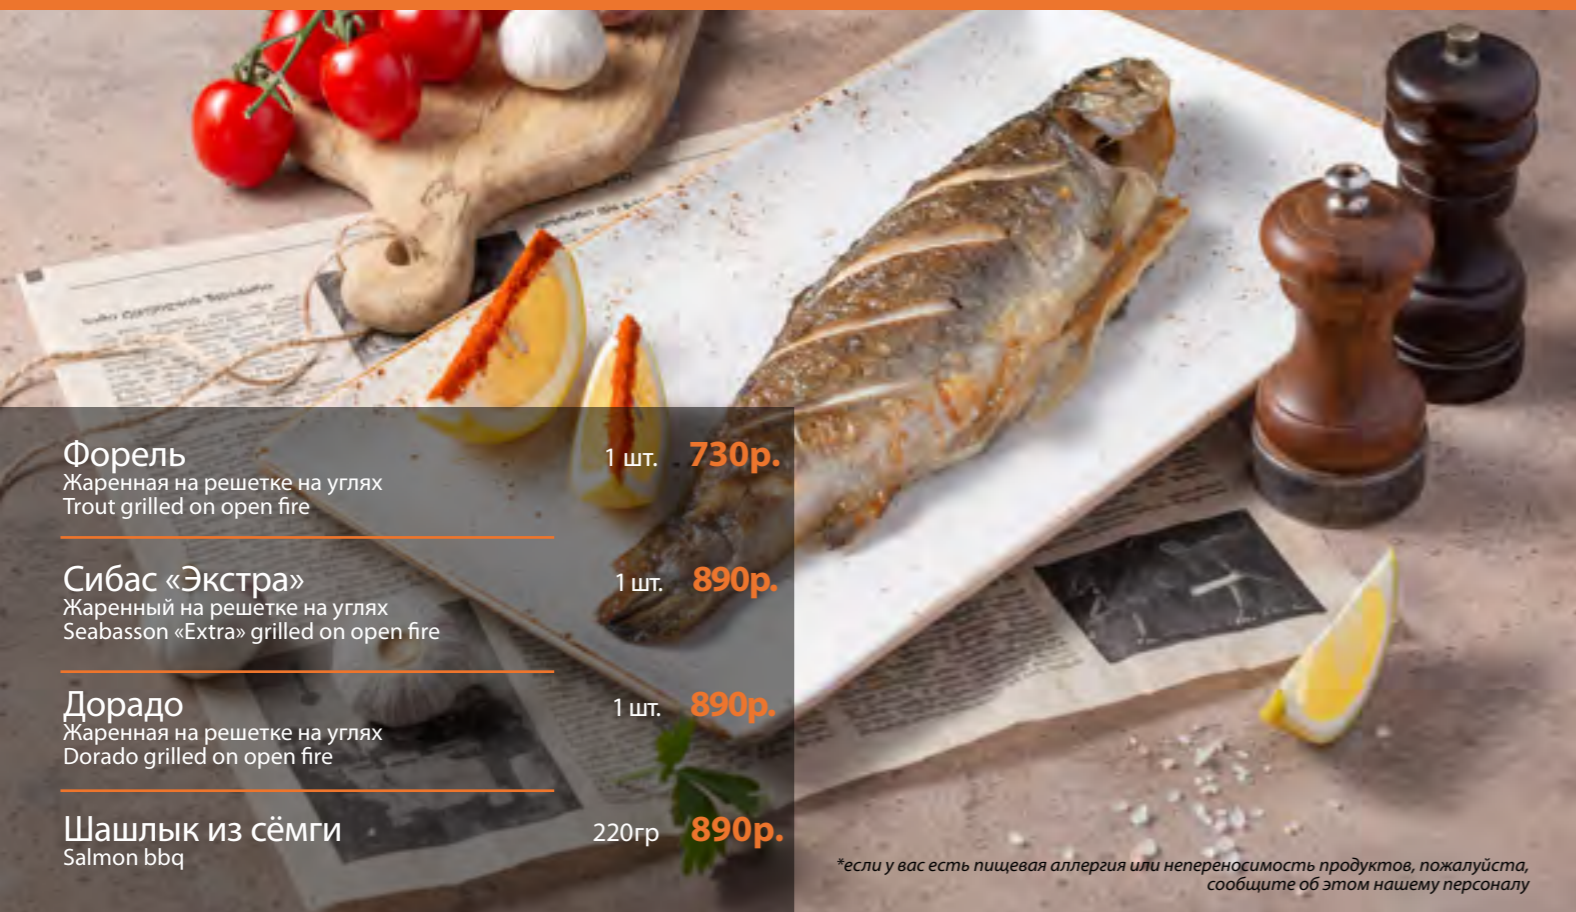 Форель 1 шт. 730р.
Жаренная на решетке на углях
Trout grilled on open fire
Сибас «Экстра» 1 шт. 890р.
Жаренный на решетке на углях
Seabasson «Extra» grilled on open fire
Дорадо 1 шт. 890р.
Жаренная на решетке на углях
Dorado grilled on open fire
Шашлык из сёмги 220гр 890р.
Salmon bbq
*если у вас есть пищевая аллергия или непереносимость продуктов, пожалуйста,
сообщите об этом нашему персоналу